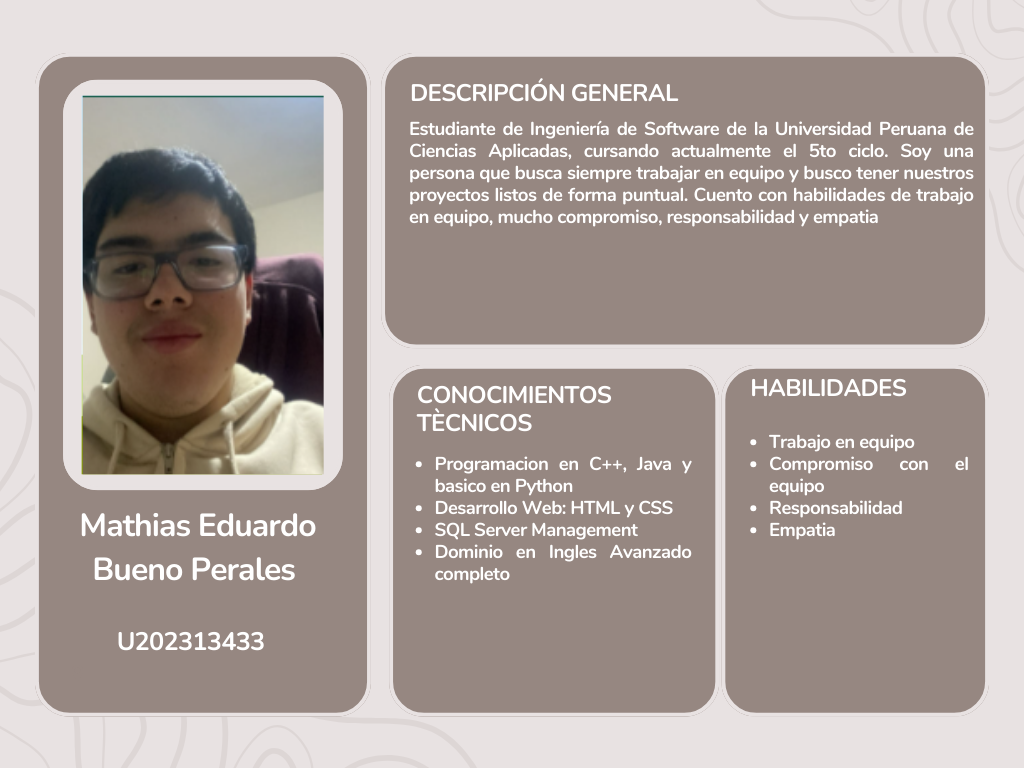 Mathias Eduardo
Bueno Perales
U202313433
DESCRIPCIÓN GENERAL
Estudiante de Ingeniería de Software de la Universidad Peruana de
Ciencias Aplicadas, cursando actualmente el 5to ciclo. Soy una
persona que busca siempre trabajar en equipo y busco tener nuestros
proyectos listos de forma puntual. Cuento con habilidades de trabajo
en equipo, mucho compromiso, responsabilidad y empatia
CONOCIMIENTOS
TÈCNICOS
• Programacion en C++, Java y
basico en Python
• Desarrollo Web: HTML y CSS
• SQL Server Management
• Dominio en Ingles Avanzado
completo
HABILIDADES
• Trabajo en equipo
• Compromiso con el
equipo
• Responsabilidad
• Empatia